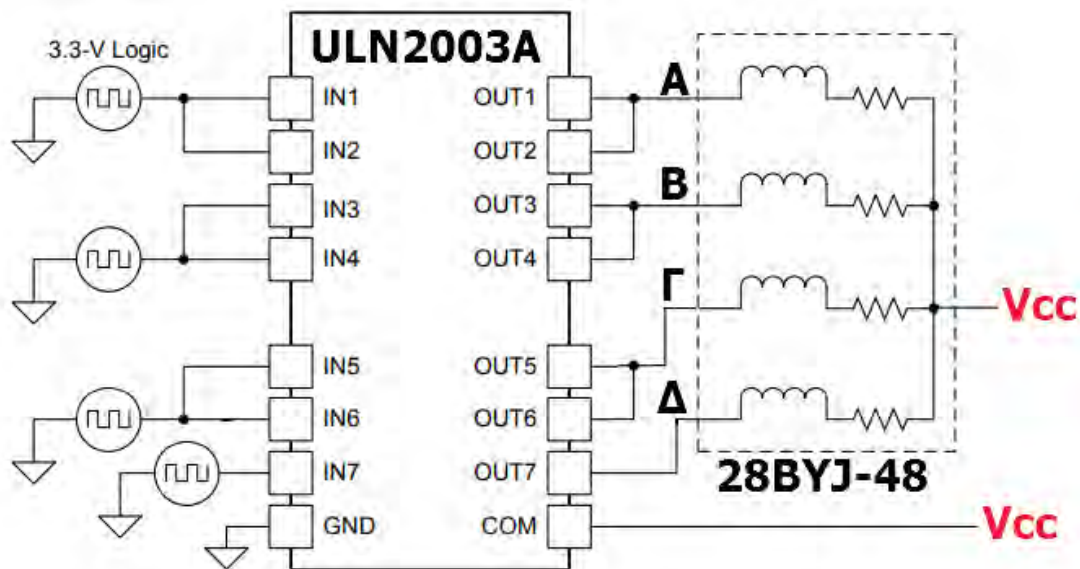 ULN2003A
3.3-V Logic
IN1
OUT1
Α
IN2
OUT2
IN3
OUT3
Β
IN4
OUT4
Γ
Vcc
IN5
OUT5
IN6
OUT6
Δ
IN7
OUT7
28BYJ-48
GND
COM
Vcc